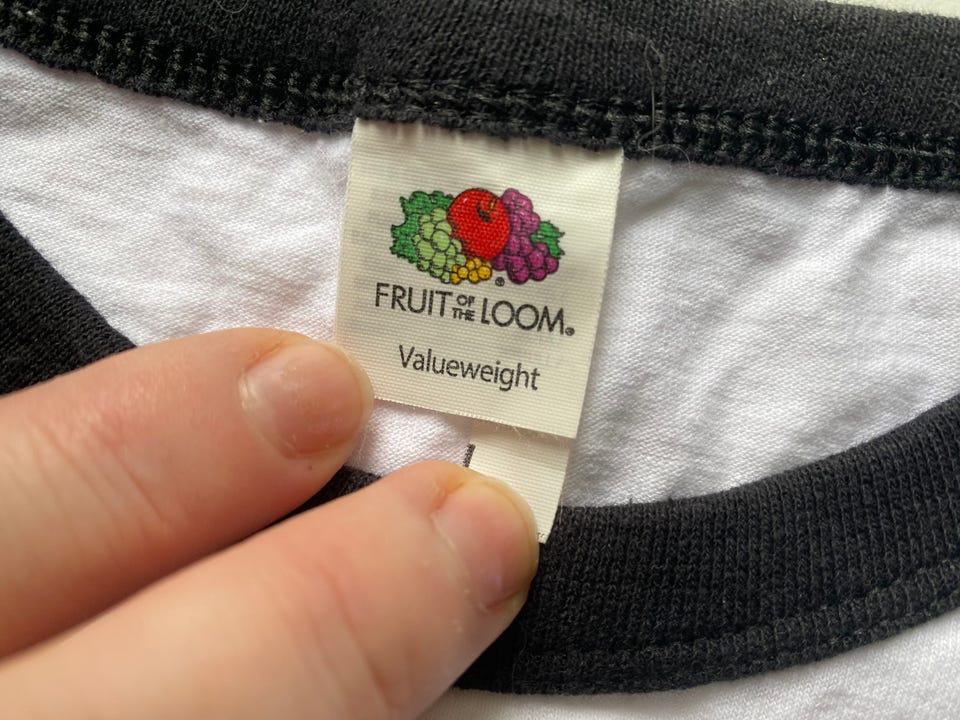 ®
FRUIT OF THE LOOM®
Valueweight